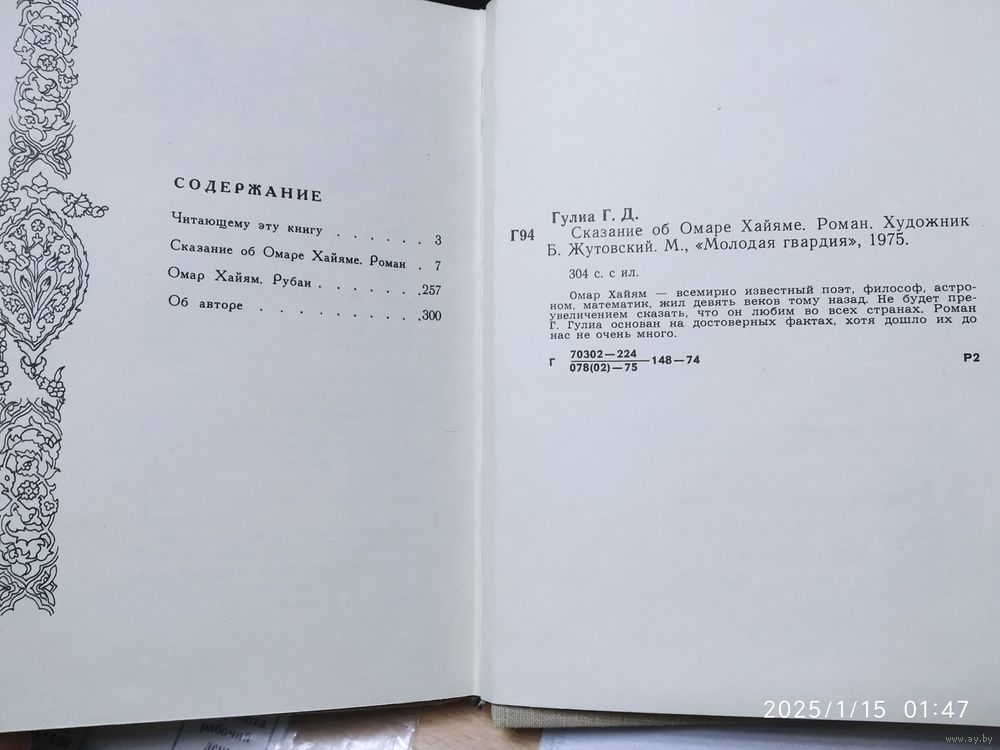 СОДЕРЖАНИЕ
Читающему эту книгу . . . . . . 3
Сказание об Омаре Хайяме. Роман . 7
Омар Хайям. Рубаи . . . . . . . .257
Об авторе . . . . . . . . . . .300
Гулиа Г. Д.
Г94 Сказание об Омаре Хайяме. Роман. Художник
Б. Жутовский. М., «Молодая гвардия», 1975.
304 с. с ил.
Омар Хайям — всемирно известный поэт, философ, астро-
ном, математик, жил девять веков тому назад. Не будет пре-
увеличением сказать, что он любим во всех странах. Роман
Г. Гулиа основан на достоверных фактах, хотя дошло их до
нас не очень много.
70302—224
Г 148—74 Р2
078(02)—75
рабочий
2025/1/15 01:47
www.ay.by